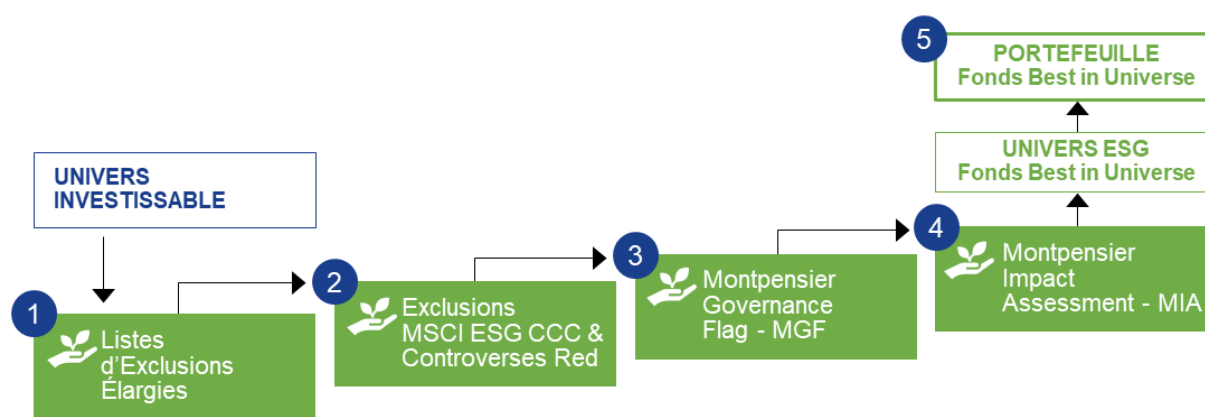 UNIVERS
INVESTISSABLE
1
Listes
d'Exclusions
Élargies
2
Exclusions
MSCI ESG CCC &
Controverses Red
3
Montpensier
Governance
Flag - MGF
4
Montpensier
Impact
Assessment - MIA
UNIVERS ESG
Fonds Best in Universe
5
PORTEFEUILLE
Fonds Best in Universe